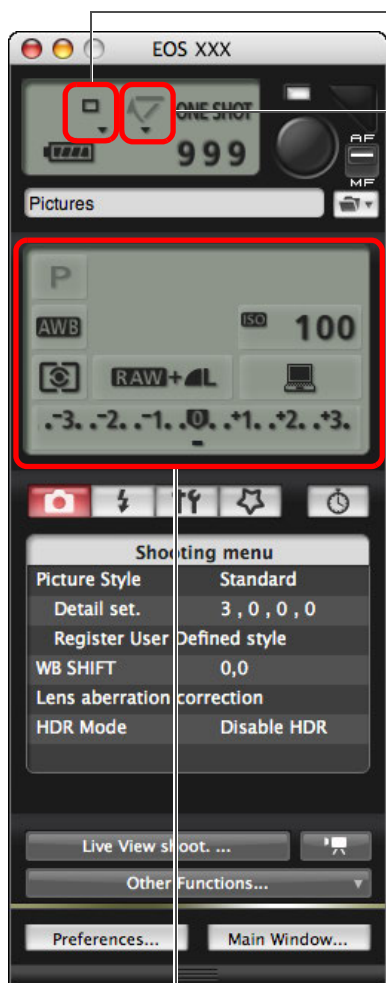 EOS XXX
ONE SHOT
AF
999
MF
Pictures
P
AWB
ISO 100
RAW+L
.-3. .-2. .-1. .0. .+1. .+2. .+3.
Shooting menu
Picture Style Standard
Detail set. 3 , 0 , 0 , 0
Register User Defined style
WB SHIFT 0,0
Lens aberration correction
HDR Mode Disable HDR
Live View shoot. ...
Other Functions...
Preferences... Main Window...